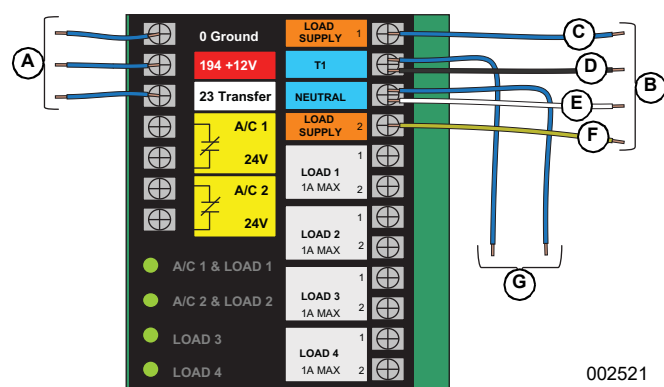 A
0 Ground
194 +12V
23 Transfer
A/C 1
24V
A/C 2
24V
A/C 1 & LOAD 1
A/C 2 & LOAD 2
LOAD 3
LOAD 4
LOAD SUPPLY 1
T1
NEUTRAL
LOAD SUPPLY 2
LOAD 1
1A MAX
1
2
LOAD 2
1A MAX
1
2
LOAD 3
1A MAX
1
2
LOAD 4
1A MAX
1
2
C
D
E
F
B
G
002521